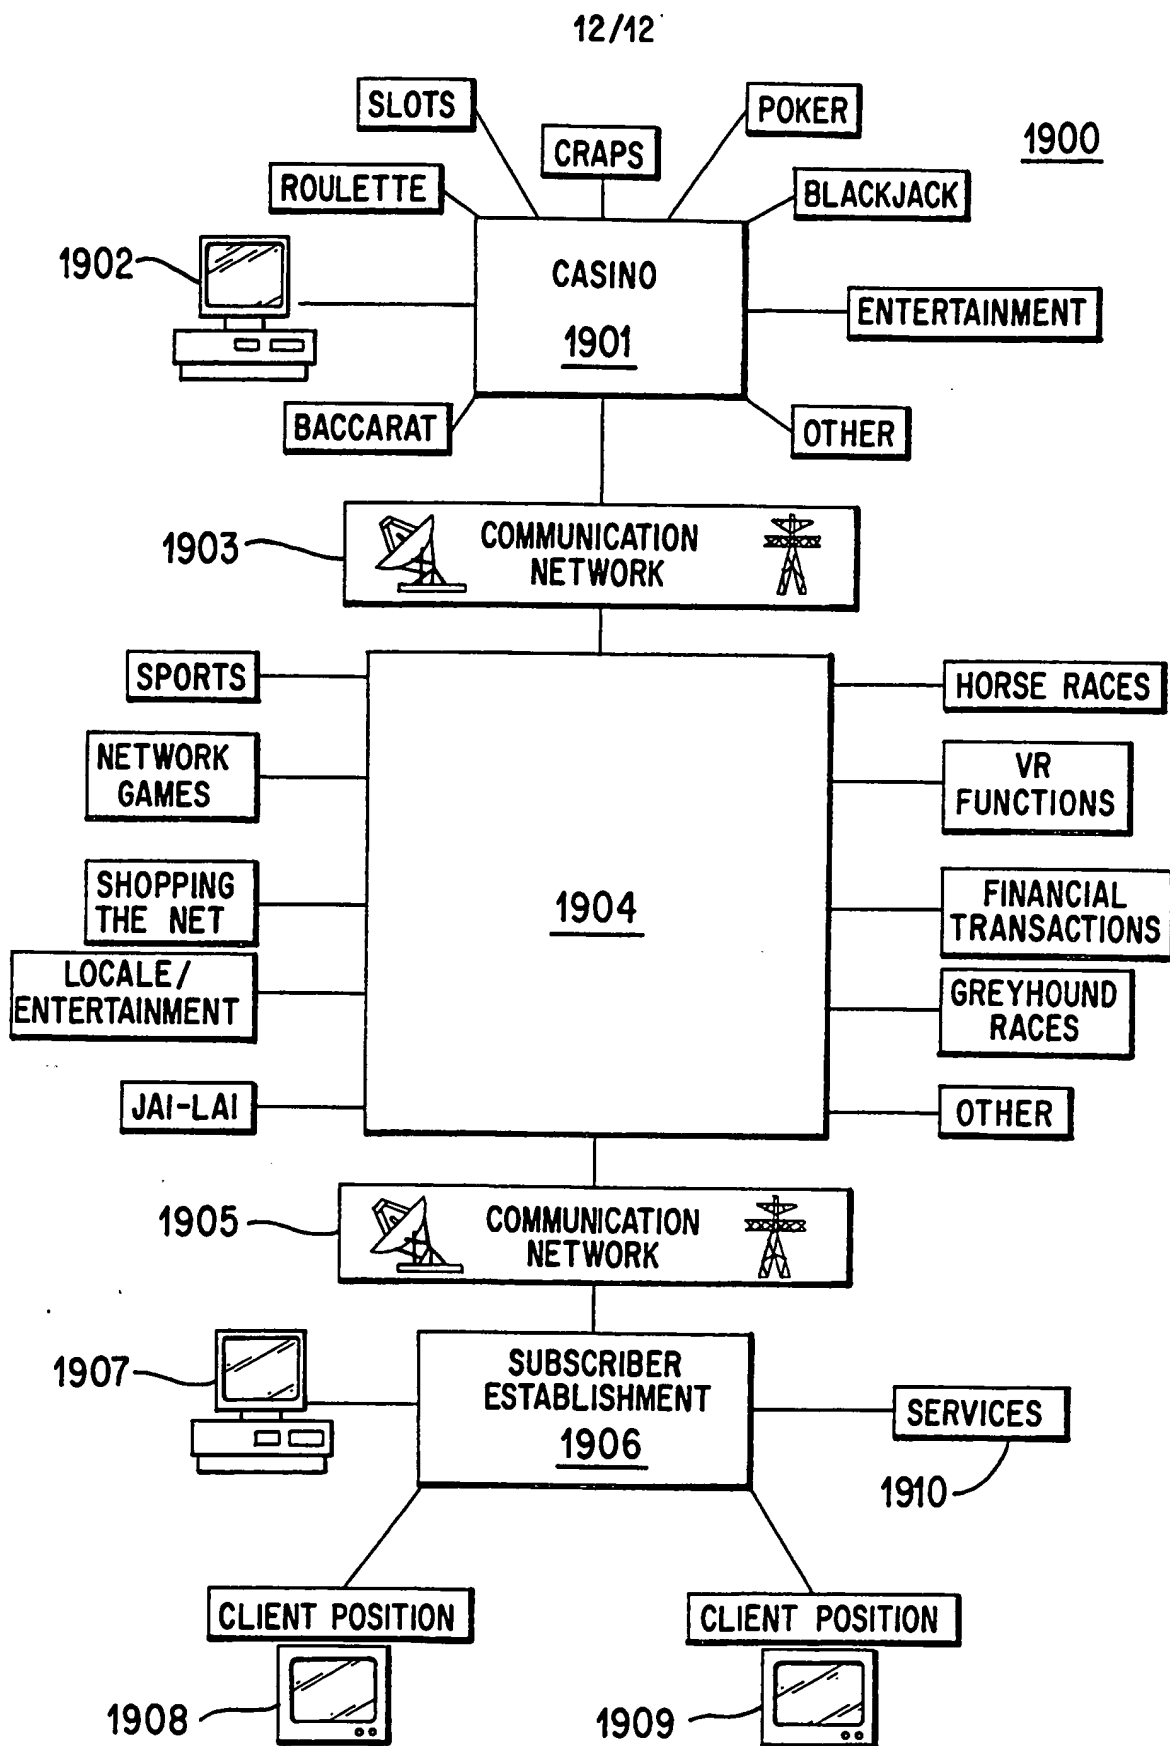 12/12
SLOTS
POKER
CRAPS
1900
ROULETTE
BLACKJACK
1902
CASINO
1901
ENTERTAINMENT
BACCARAT
OTHER
1903
COMMUNICATION
NETWORK
SPORTS
HORSE RACES
NETWORK
GAMES
VR
FUNCTIONS
SHOPPING
THE NET
1904
FINANCIAL
TRANSACTIONS
LOCALE/
ENTERTAINMENT
GREYHOUND
RACES
JAI-LAI
OTHER
1905
COMMUNICATION
NETWORK
1907
SUBSCRIBER
ESTABLISHMENT
1906
SERVICES
1910
CLIENT POSITION
CLIENT POSITION
1908
1909